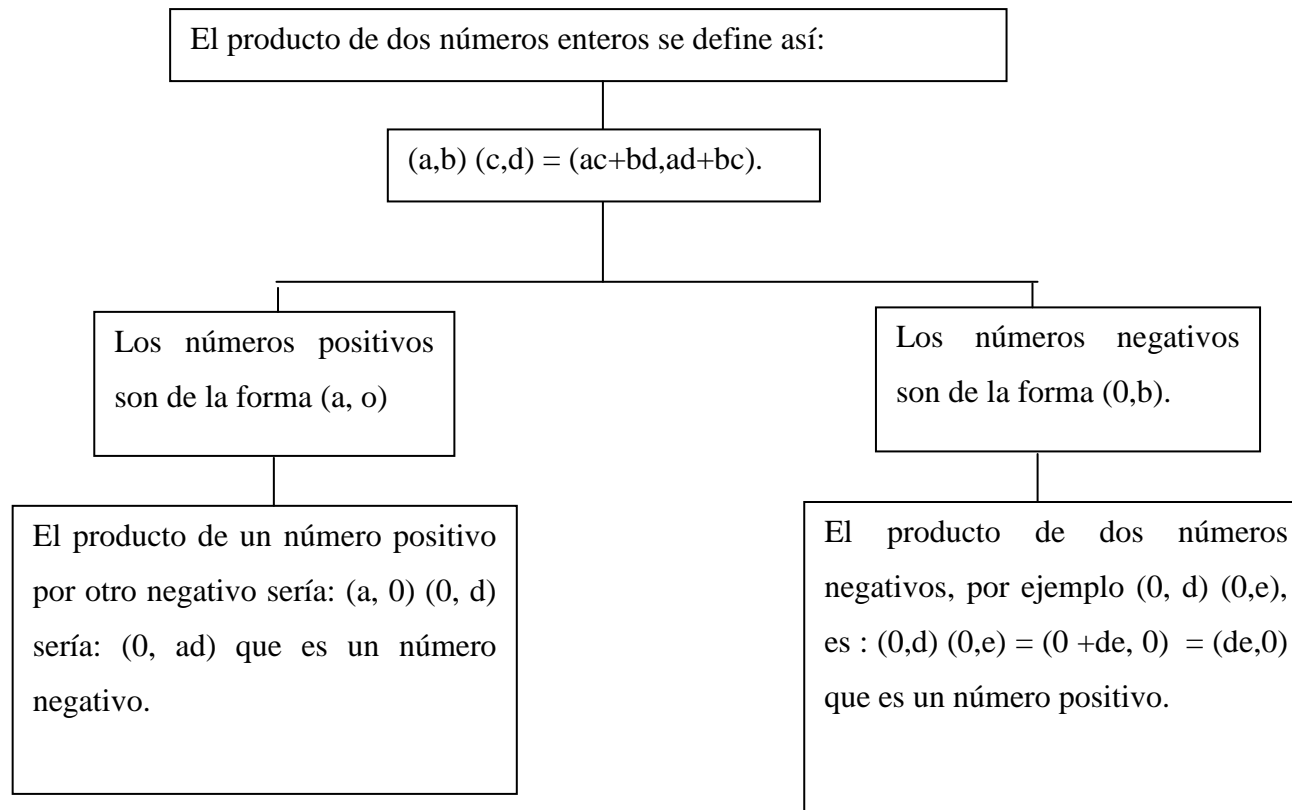 El producto de dos números enteros se define así:
(a,b) (c,d) = (ac+bd,ad+bc).
Los números positivos
son de la forma (a, o)
Los números negativos
son de la forma (0,b).
El producto de un número positivo
por otro negativo sería: (a, 0) (0, d)
sería: (0, ad) que es un número
negativo.
El producto de dos números
negativos, por ejemplo (0, d) (0,e),
es : (0,d) (0,e) = (0 +de, 0) = (de,0)
que es un número positivo.